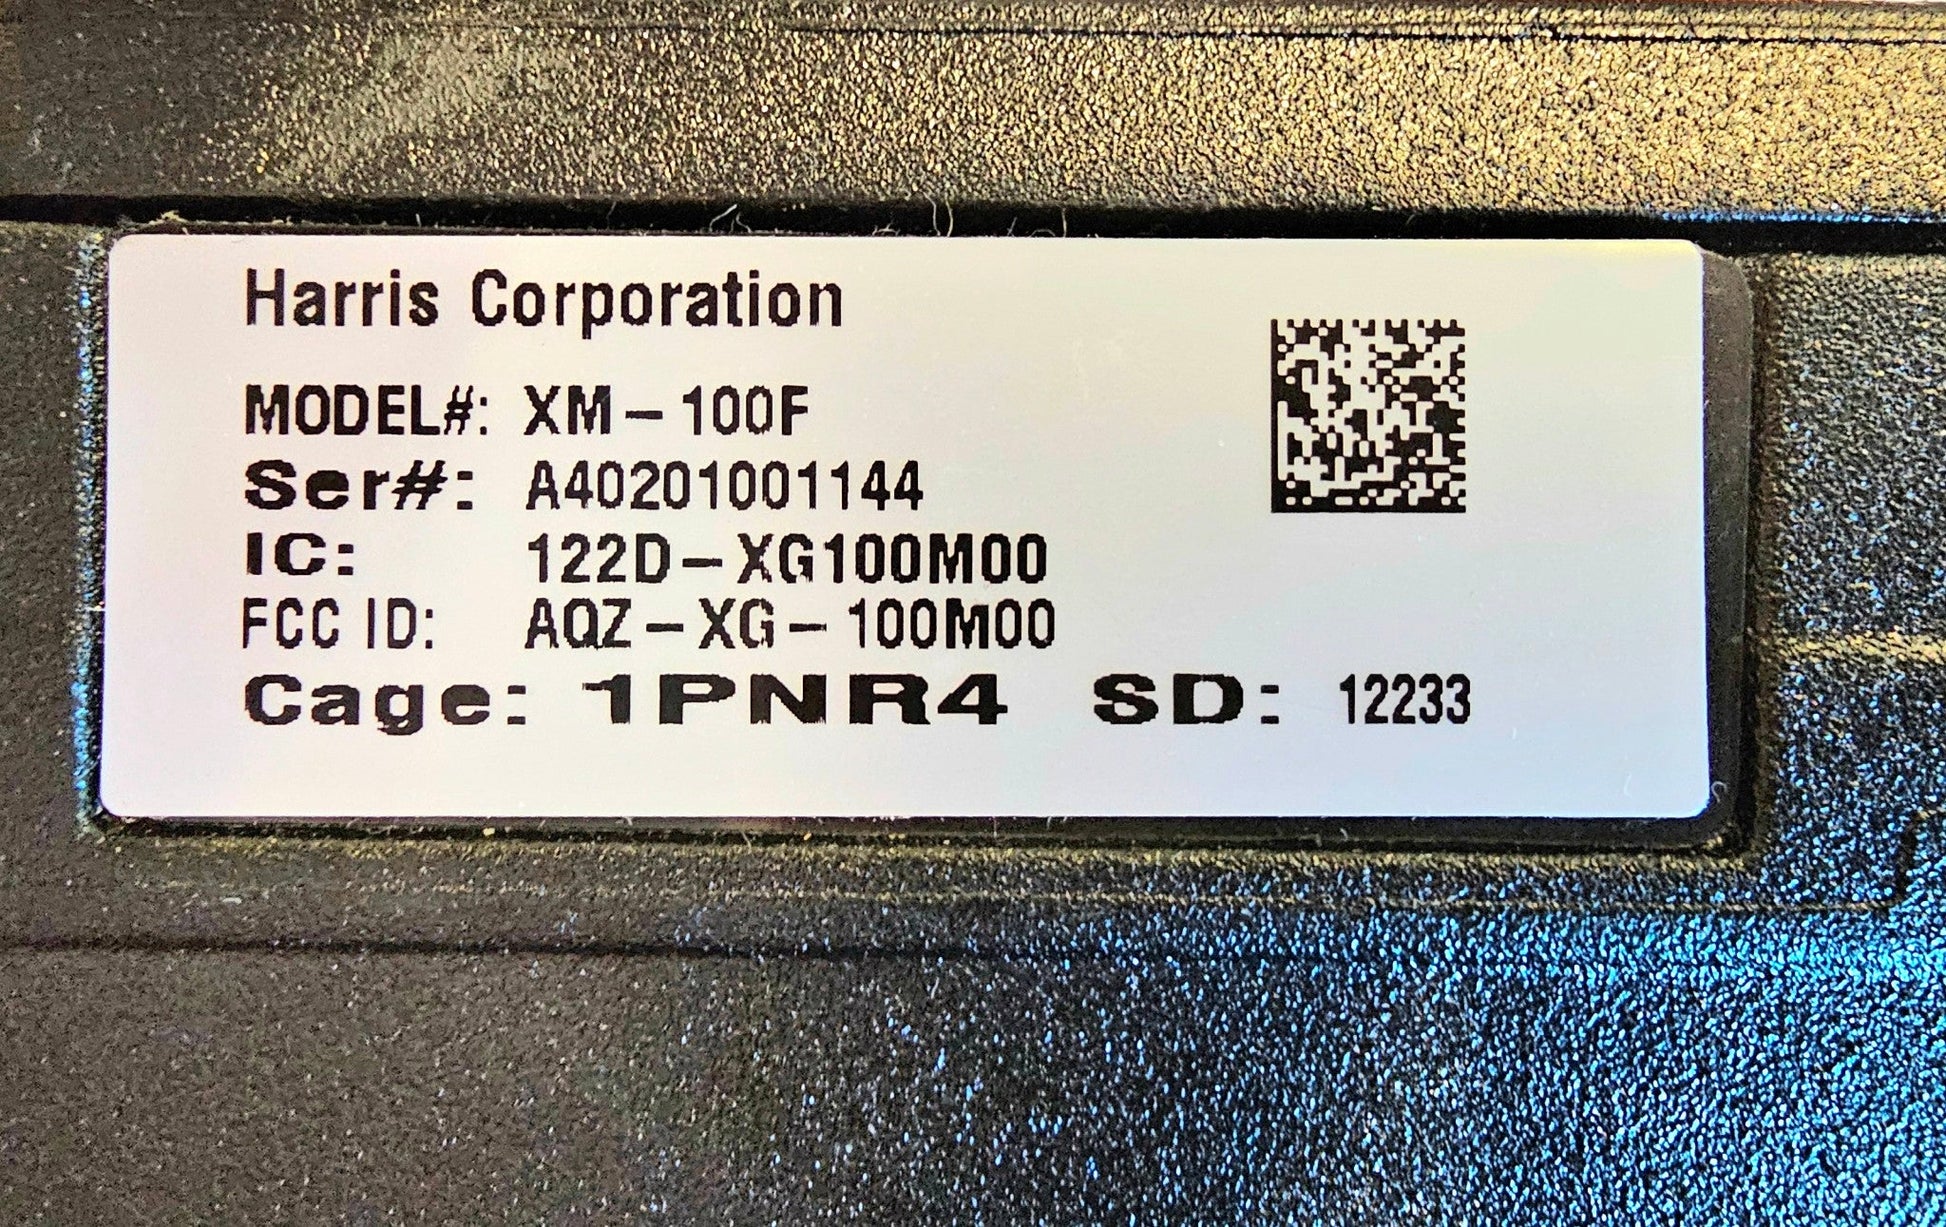 Harris Corporation
MODEL#: XM-100F
Ser#: A40201001144
IC: 122D-XG100M00
FCC ID: AQZ-XG-100M00
Cage: 1PNR4 SD: 12233